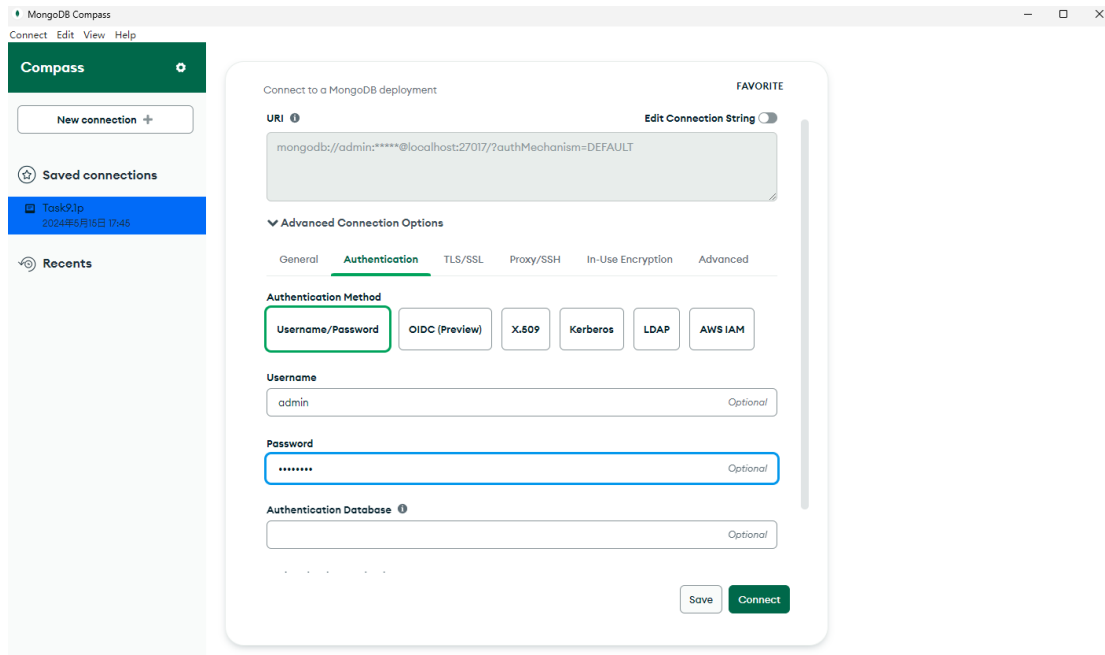 MongoDB Compass
Connect Edit View Help
Compass
New connection +
Saved connections
Task9.1p
2024年5月15日 17:45
Recents
Connect to a MongoDB deployment
FAVORITE
URI
Edit Connection String
mongodb://admin:*****@localhost:27017/?authMechanism=DEFAULT
Advanced Connection Options
General Authentication TLS/SSL Proxy/SSH In-Use Encryption Advanced
Authentication Method
Username/Password OIDC (Preview) X.509 Kerberos LDAP AWS IAM
Username
admin Optional
Password
•••••••• Optional
Authentication Database
Optional
Save Connect